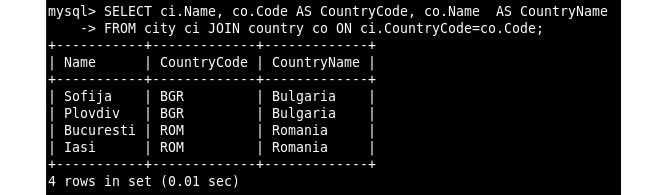 mysql> SELECT ci.Name, co.Code AS CountryCode, co.Name  AS CountryName
    -> FROM city ci JOIN country co ON ci.CountryCode=co.Code;
+-----------+-------------+-------------+
| Name      | CountryCode | CountryName |
+-----------+-------------+-------------+
| Sofija    | BGR         | Bulgaria    |
| Plovdiv   | BGR         | Bulgaria    |
| Bucuresti | ROM         | Romania     |
| Iasi      | ROM         | Romania     |
+-----------+-------------+-------------+
4 rows in set (0.01 sec)